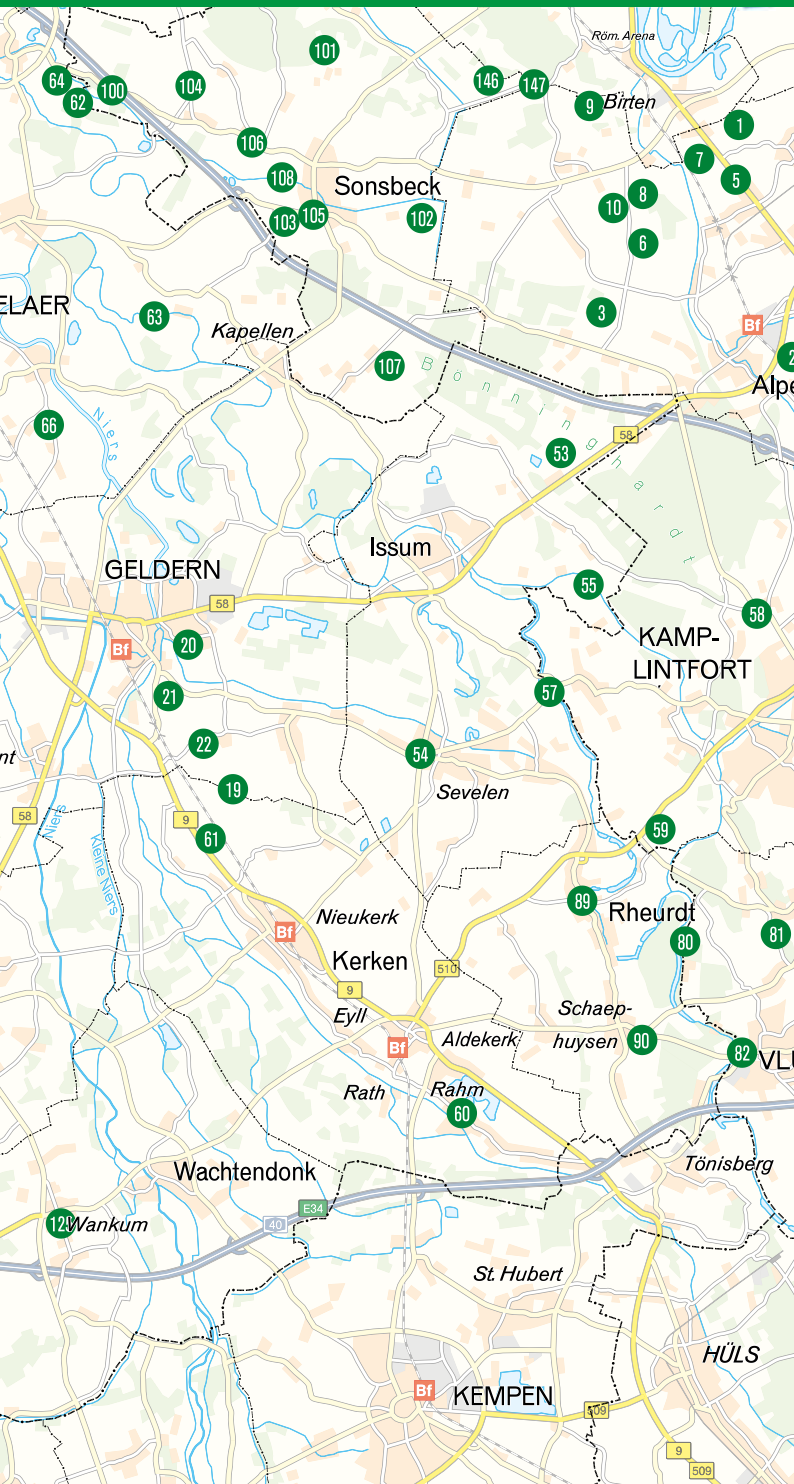 101
Röm. Arena
64
100
104
146
147
62
9
Birten
1
106
7
108
5
Sonsbeck
8
10
103
105
102
6
ELAER
63
3
Kapellen
Bf
107
2
Alpe
Bönninghardt
66
Niers
58
53
Issum
GELDERN
55
58
58
20
KAMP-
LINTFORT
Bf
21
57
22
54
nt
19
Sevelen
58
Niers
9
61
59
Kleine Niers
89
Rheurdt
Nieukerk
Bf
80
81
Kerken
510
9
Eyll
Schaep-
huysen
Aldekerk
Bf
90
82
VLU
Rath
Rahm
60
Wachtendonk
Tönisberg
E34
40
Wankum
St. Hubert
HÜLS
Bf
KEMPEN
509
9
509